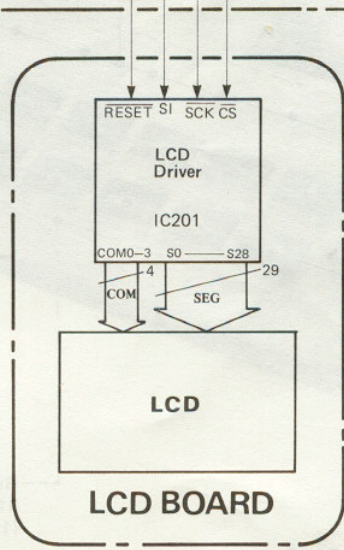 RESET SI SCK CS
LCD
Driver
IC201
COM0–3 S0 —— S28
4 29
COM SEG
LCD
LCD BOARD